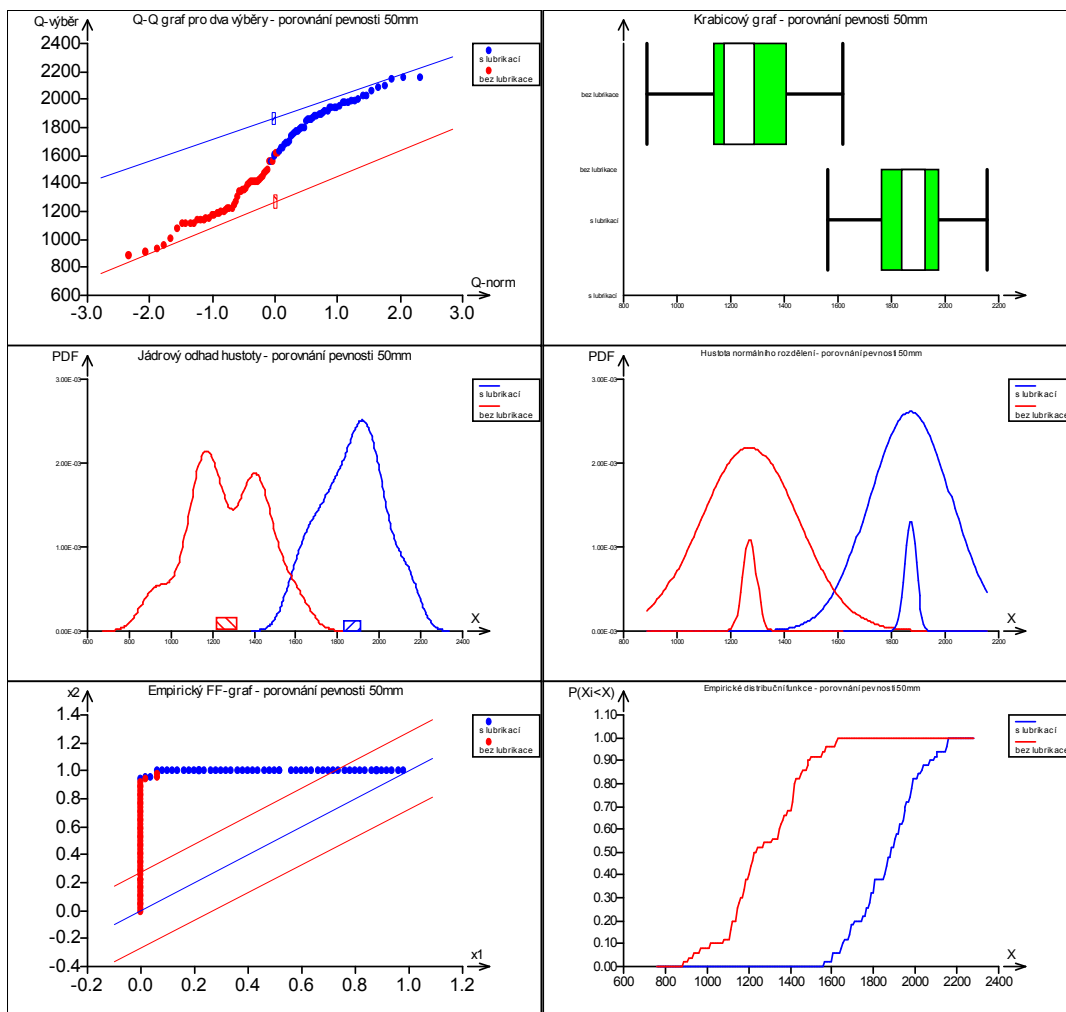 Q-výběr
Q-Q graf pro dva výběry - porovnání pevnosti 50mm
s lubrikací
bez lubrikace
2400
2200
2000
1800
1600
1400
1200
1000
800
600
Q-norm
-3.0 -2.0 -1.0 0.0 1.0 2.0 3.0
Krabicový graf - porovnání pevnosti 50mm
bez lubrikace
bez lubrikace
s lubrikací
s lubrikací
X
800 1000 1200 1400 1600 1800 2000 2200
PDF
Jádrový odhad hustoty - porovnání pevnosti 50mm
s lubrikací
bez lubrikace
3.00E-03
2.00E-03
1.00E-03
0.00E-03
X
600 800 1000 1200 1400 1600 1800 2000 2200 2400
PDF
Hustota normálního rozdělení - porovnání pevnosti 50mm
s lubrikací
bez lubrikace
3.00E-03
2.00E-03
1.00E-03
0.00E-03
X
800 1000 1200 1400 1600 1800 2000 2200
x2
Empirický FF-graf - porovnání pevnosti 50mm
s lubrikací
bez lubrikace
1.4
1.2
1.0
0.8
0.6
0.4
0.2
0.0
-0.2
-0.4
x1
-0.2 0.0 0.2 0.4 0.6 0.8 1.0 1.2
P(Xi<X)
Empirické distribuční funkce - porovnání pevnosti 50mm
s lubrikací
bez lubrikace
1.10
1.00
0.90
0.80
0.70
0.60
0.50
0.40
0.30
0.20
0.10
0.00
X
600 800 1000 1200 1400 1600 1800 2000 2200 2400